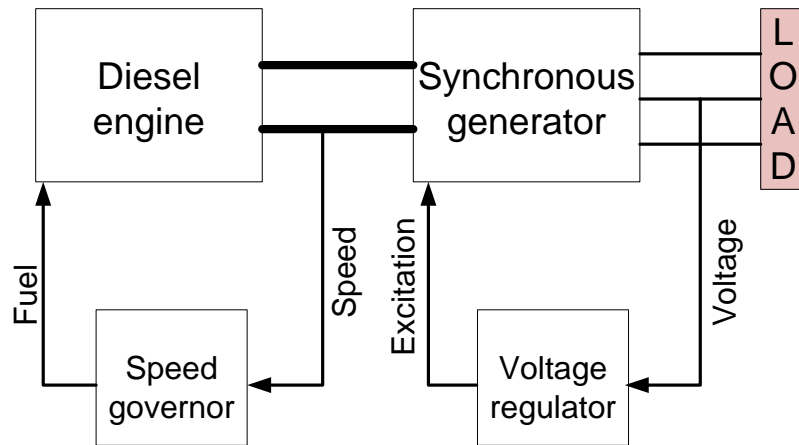 Diesel
engine
Synchronous
generator
L
O
A
D
Fuel
Speed
Excitation
Voltage
Speed
governor
Voltage
regulator